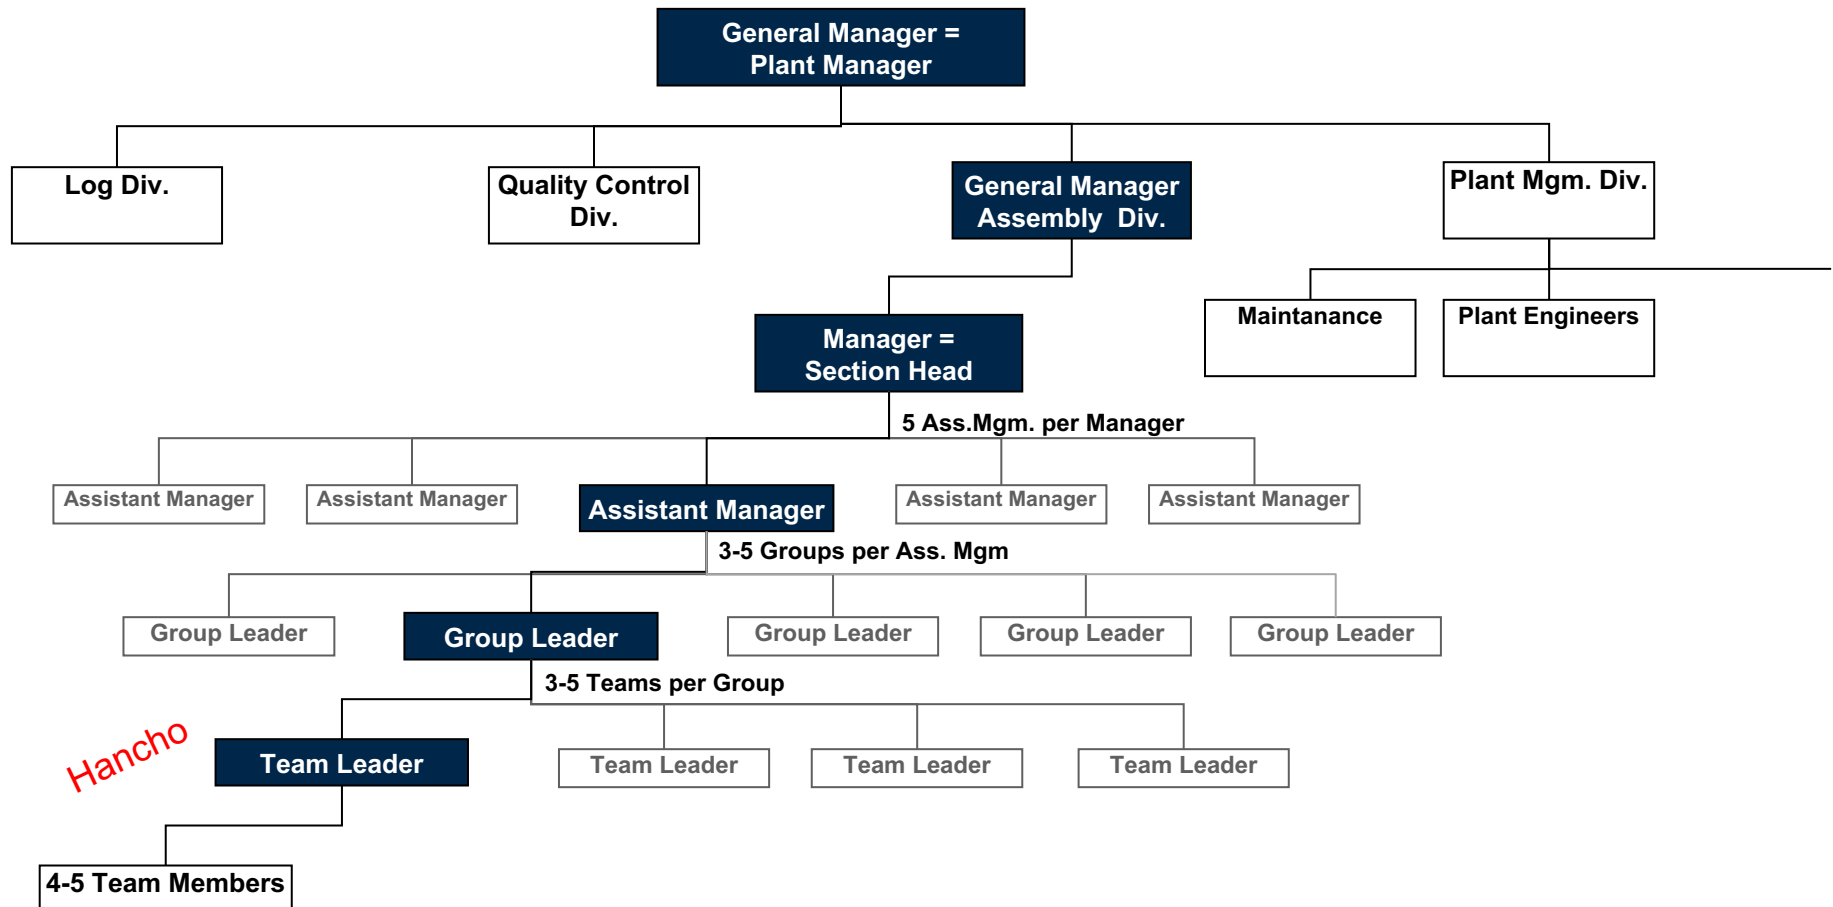 General Manager =
Plant Manager
Log Div.
Quality Control
Div.
General Manager
Assembly Div.
Plant Mgm. Div.
Maintanance
Plant Engineers
Manager =
Section Head
5 Ass.Mgm. per Manager
Assistant Manager
Assistant Manager
Assistant Manager
Assistant Manager
Assistant Manager
3-5 Groups per Ass. Mgm
Group Leader
Group Leader
Group Leader
Group Leader
Group Leader
3-5 Teams per Group
Hancho
Team Leader
Team Leader
Team Leader
Team Leader
4-5 Team Members